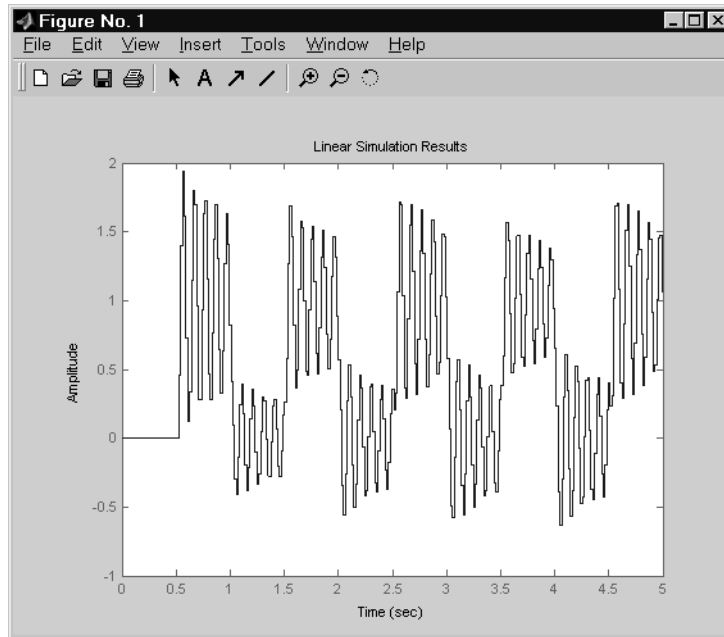 Figure No. 1
File Edit View Insert Tools Window Help
A
Linear Simulation Results
2
1.5
1
0.5
0
-0.5
-1
Amplitude
0 0.5 1 1.5 2 2.5 3 3.5 4 4.5 5
Time (sec)